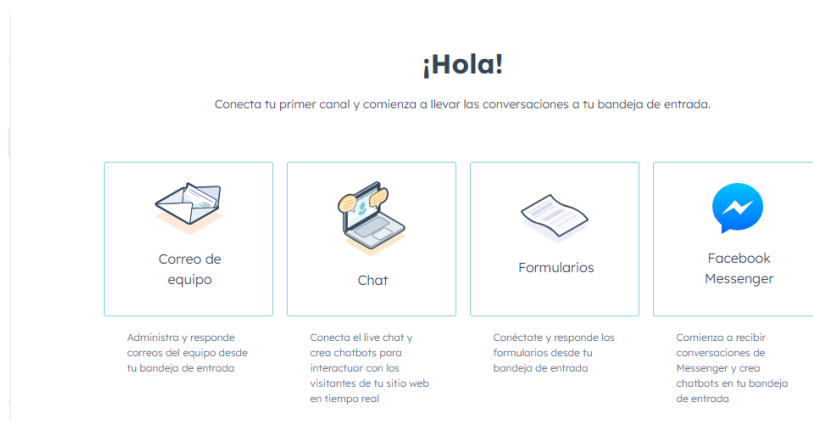 ¡Hola!
Conecta tu primer canal y comienza a llevar las conversaciones a tu bandeja de entrada.
Correo de
equipo
Chat
Formularios
Facebook
Messenger
Administra y responde
correos del equipo desde
tu bandeja de entrada
Conecta el live chat y
crea chatbots para
interactuar con los
visitantes de tu sitio web
en tiempo real
Conéctate y responde los
formularios desde tu
bandeja de entrada
Comienza a recibir
conversaciones de
Messenger y crea
chatbots en tu bandeja
de entrada